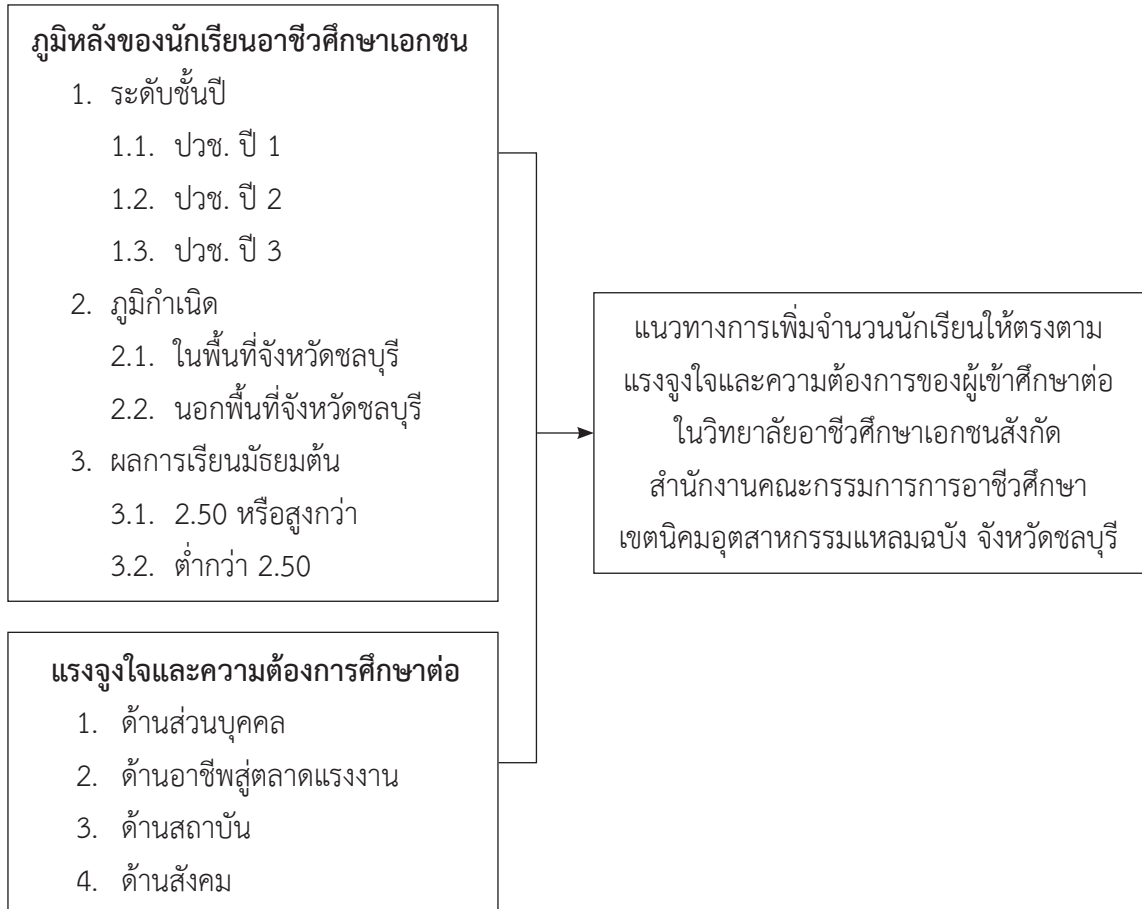 ภูมิหลังของนักเรียนอาชีวศึกษาเอกชน
1. ระดับชั้นปี
1.1. ปวช. ปี 1
1.2. ปวช. ปี 2
1.3. ปวช. ปี 3
2. ภูมิกำเนิด
2.1. ในพื้นที่จังหวัดชลบุรี
2.2. นอกพื้นที่จังหวัดชลบุรี
3. ผลการเรียนมัธยมต้น
3.1. 2.50 หรือสูงกว่า
3.2. ต่ำกว่า 2.50
แรงจูงใจและความต้องการศึกษาต่อ
1. ด้านส่วนบุคคล
2. ด้านอาชีพสู่ตลาดแรงงาน
3. ด้านสถาบัน
4. ด้านสังคม
แนวทางการเพิ่มจำนวนนักเรียนให้ตรงตาม
แรงจูงใจและความต้องการของผู้เข้าศึกษาต่อ
ในวิทยาลัยอาชีวศึกษาเอกชนสังกัด
สำนักงานคณะกรรมการการอาชีวศึกษา
เขตนิคมอุตสาหกรรมแหลมฉบัง จังหวัดชลบุรี